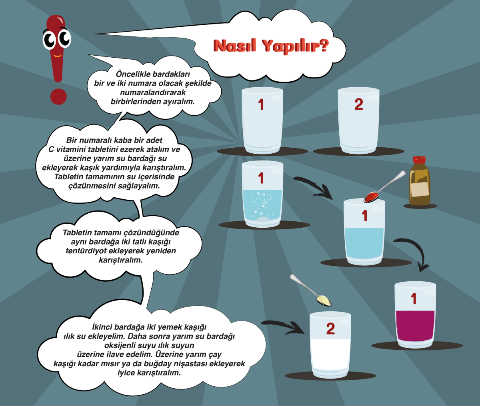 Nasıl Yapılır?
Öncelikle bardakları
bir ve iki numara olacak şekilde
numaralandırarak
birbirlerinden ayıralım.
1
2
Bir numaralı kaba bir adet
C vitamini tabletini ezerek atalım ve
üzerine yarım su bardağı su
ekleyerek kaşık yardımıyla karıştıralım.
Tabletin tamamının su içerisinde
çözünmesini sağlayalım.
1
1
Tabletin tamamı çözündüğünde
aynı bardağa iki tatlı kaşığı
tentürdiyot ekleyerek yeniden
karıştıralım.
1
İkinci bardağa iki yemek kaşığı
ılık su ekleyelim. Daha sonra yarım su bardağı
oksijenli suyu ılık suyun
üzerine ilave edelim. Üzerine yarım çay
kaşığı kadar mısır ya da buğday nişastası ekleyerek
iyice karıştıralım.
2